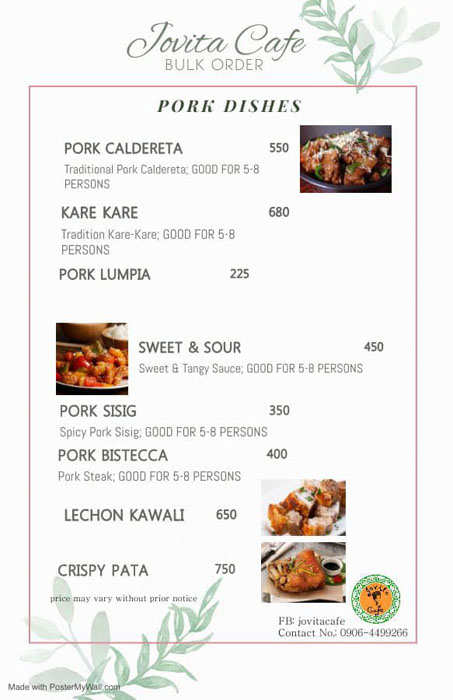 Jovita Cafe
BULK ORDER
PORK DISHES
PORK CALDERETA 550
Traditional Pork Caldereta; GOOD FOR 5-8
PERSONS
KARE KARE 680
Tradition Kare-Kare; GOOD FOR 5-8
PERSONS
PORK LUMPIA 225
SWEET & SOUR 450
Sweet & Tangy Sauce; GOOD FOR 5-8 PERSONS
PORK SISIG 350
Spicy Pork Sisig; GOOD FOR 5-8 PERSONS
PORK BISTECCA 400
Pork Steak; GOOD FOR 5-8 PERSONS
LECHON KAWALI 650
CRISPY PATA 750
price may vary without prior notice
Jovita
Cafe
FB: jovitacafe
Contact No.: 0906-4499266
Made with PosterMyWall.com